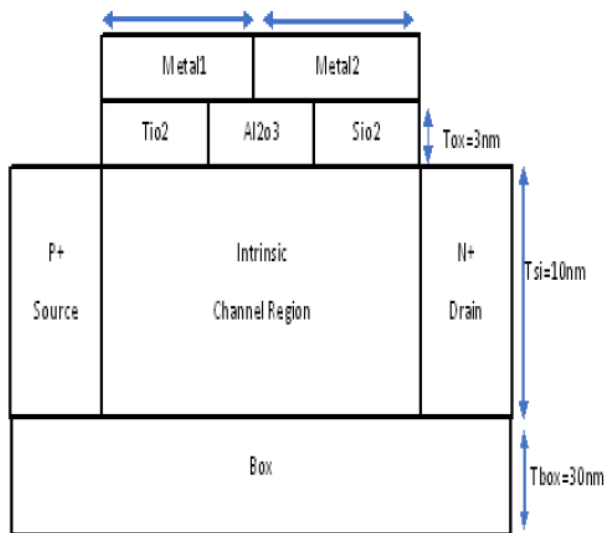 Metal1
Metal2
Tio2
Al2o3
Sio2
Tox=3nm
P+
Source
Intrinsic
Channel Region
N+
Drain
Tsi=10nm
Box
Tbox=30nm